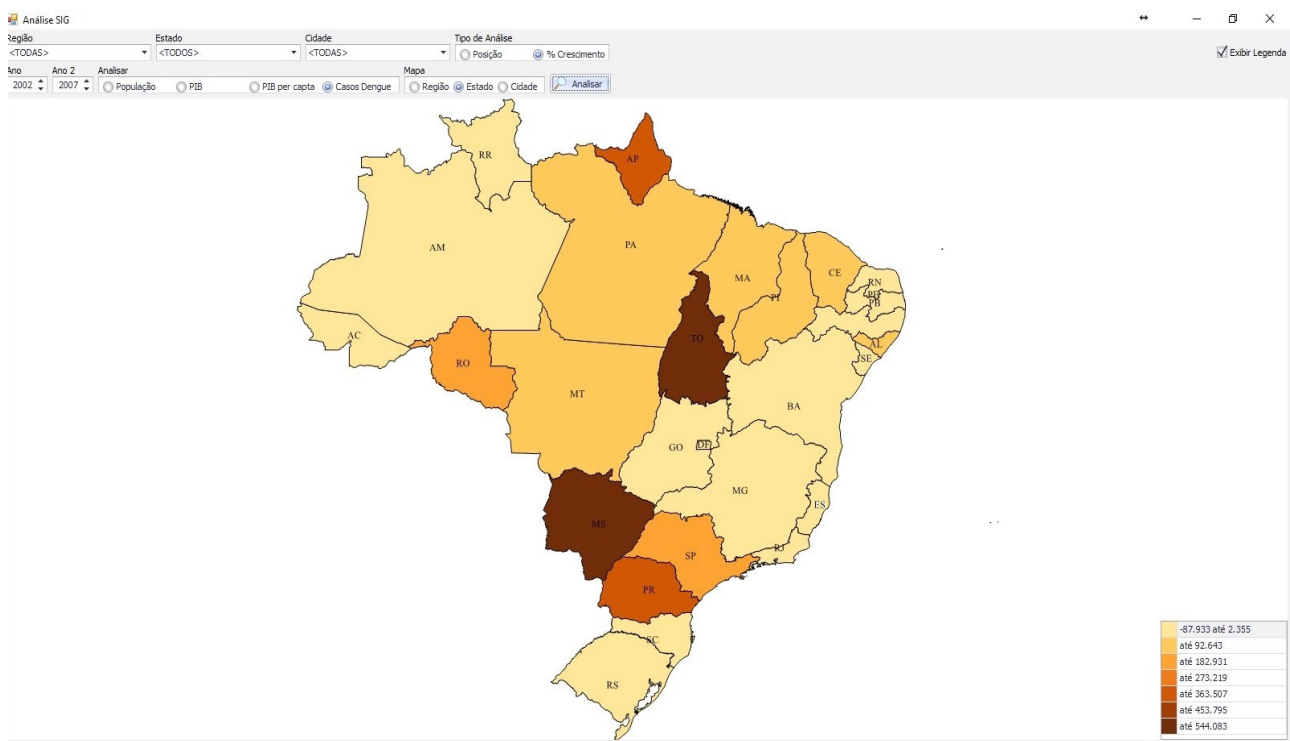 Análise SIG
Região Estado Cidade Tipo de Análise
<TODAS> <TODOS> <TODAS> Posição % Crescimento Exibir Legenda
Ano Ano 2 Analisar Mapa
2002 2007 População PIB PIB per capta Casos Dengue Região Estado Cidade Analisar
RR
AP
AM
PA
MA
CE
RN
PI
PB
AC
TO
AL
SE
RO
MT
BA
GO
DF
MG
ES
MS
RJ
SP
PR
SC
RS
-87.933 até 2.355
até 92.643
até 182.931
até 273.219
até 363.507
até 453.795
até 544.083